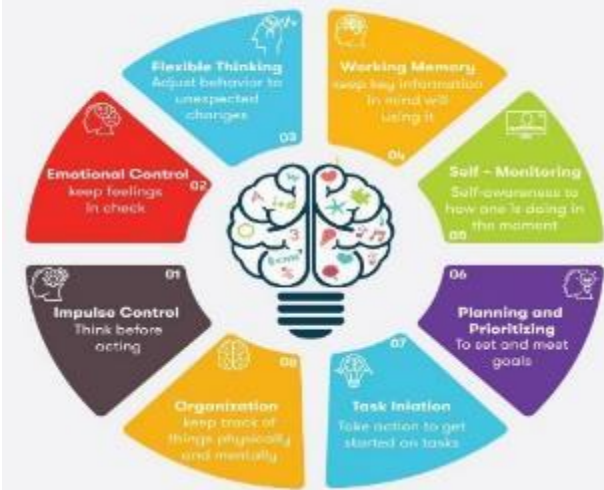 01
Impulse Control
Think before
acting
02
Emotional Control
keep feelings
in check
03
Flexible Thinking
Adjust behavior to
unexpected
changes
04
Working Memory
keep key information
in mind will
using it
05
Self - Monitoring
Self-awareness to
how one is doing in
the moment
06
Planning and
Prioritizing
To set and meet
goals
07
Task Iniation
Take action to get
started on tasks
08
Organization
keep track of
things physically
and mentally